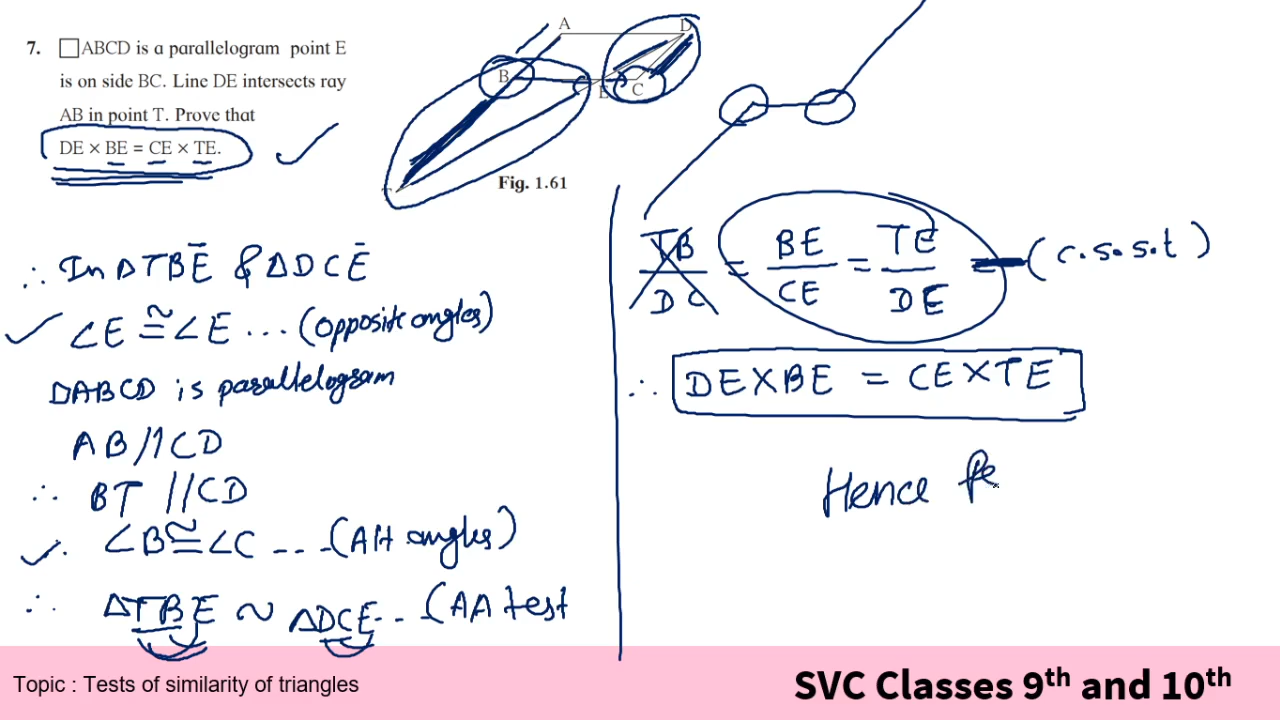 7. □ABCD is a parallelogram point E
is on side BC. Line DE intersects ray
AB in point T. Prove that
DE × BE = CE × TE.
A
D
B
E
C
Fig. 1.61
∴ In △TBE & △DCE
∠E ≅ ∠E ... (opposite angles)
□ABCD is parallelogram
AB // CD
∴ BT // CD
∠B ≅ ∠C ... (Alt angles)
∴ △TBE ~ △DCE .. (AA test
TB/DC = BE/CE = TE/DE - (c.s.s.t)
∴ DE×BE = CE×TE
Hence
Topic : Tests of similarity of triangles
SVC Classes 9th and 10th